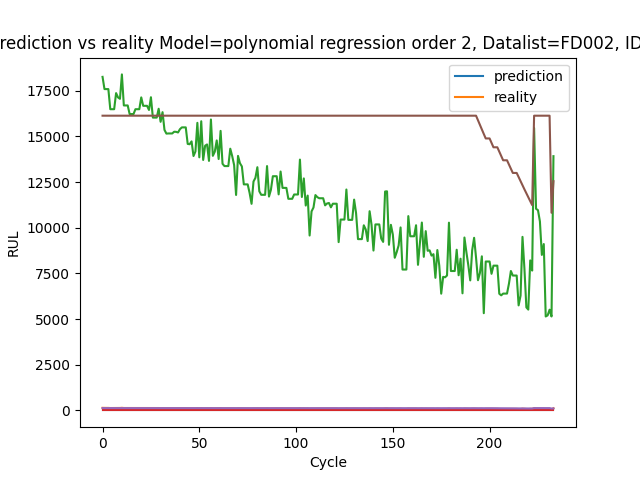 rediction vs reality Model=polynomial regression order 2, Datalist=FD002, ID
prediction
reality
17500
15000
12500
10000
7500
5000
2500
0
RUL
0
50
100
150
200
Cycle